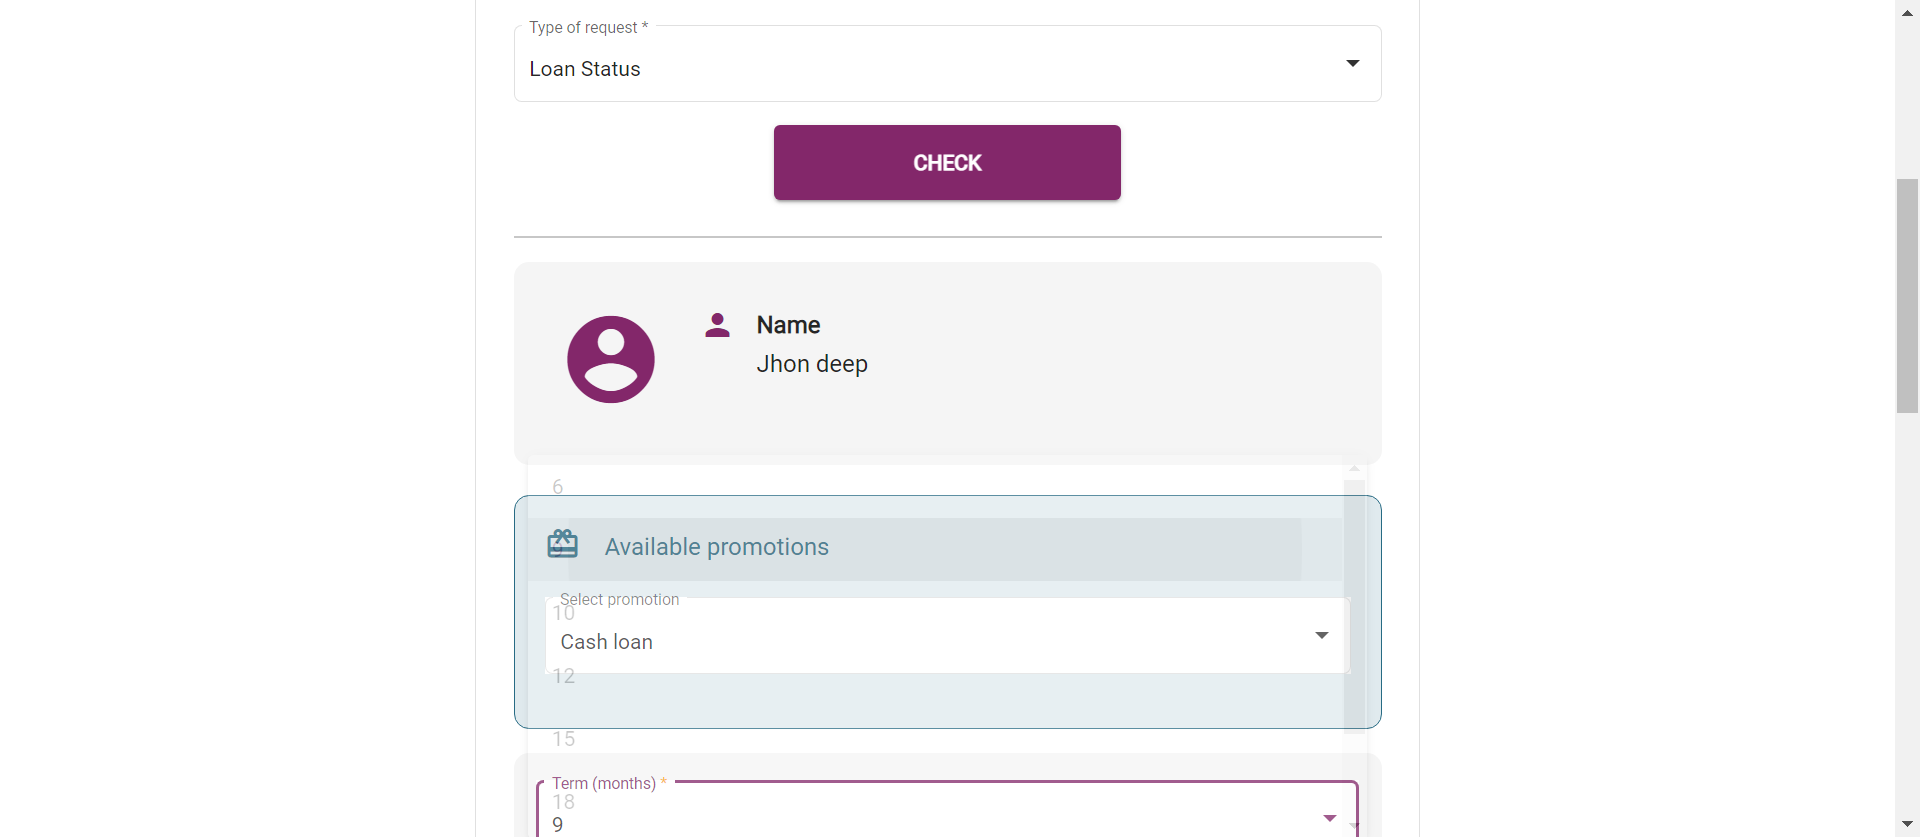 Type of request *
Loan Status
CHECK
Name
Jhon deep
6
Available promotions
9
Select promotion
10
Cash loan
12
15
Term (months) *
18
9